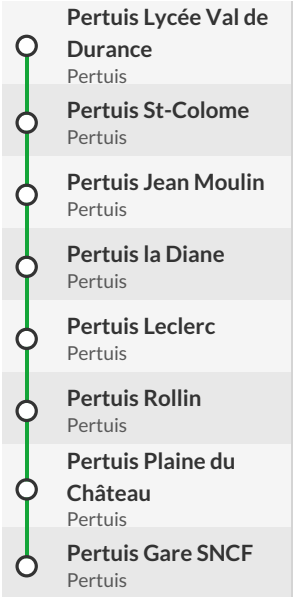 Pertuis Lycée Val de
Durance
Pertuis
Pertuis St-Colome
Pertuis
Pertuis Jean Moulin
Pertuis
Pertuis la Diane
Pertuis
Pertuis Leclerc
Pertuis
Pertuis Rollin
Pertuis
Pertuis Plaine du
Château
Pertuis
Pertuis Gare SNCF
Pertuis